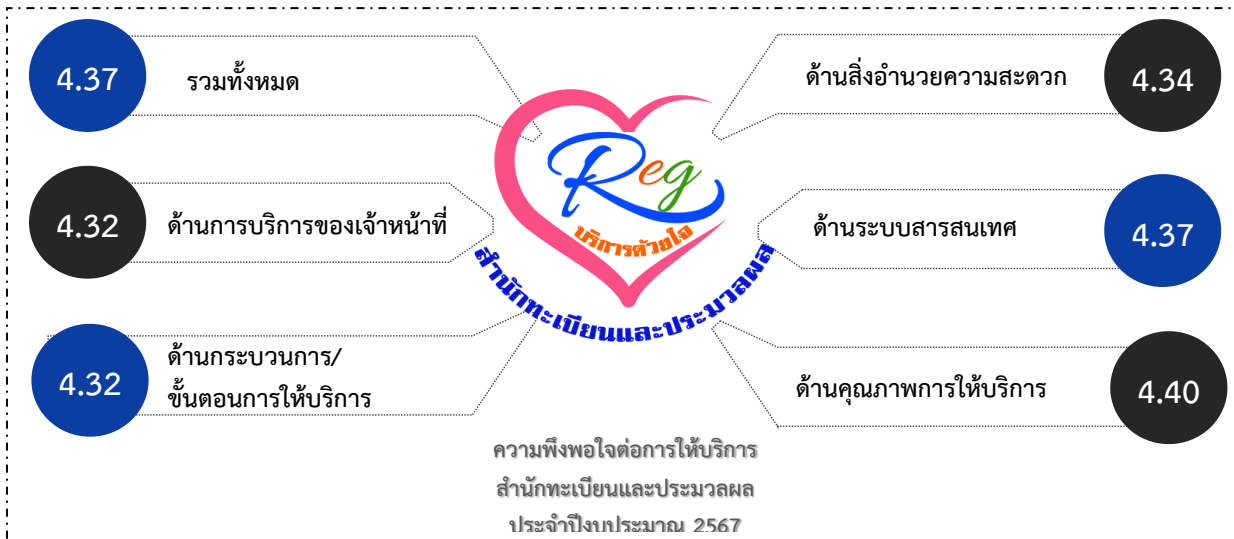 4.37
รวมทั้งหมด
4.32
ด้านการบริการของเจ้าหน้าที่
4.32
ด้านกระบวนการ/
ขั้นตอนการให้บริการ
Reg
บริการด้วยใจ
สำนักทะเบียนและประมวลผล
ด้านสิ่งอำนวยความสะดวก
4.34
ด้านระบบสารสนเทศ
4.37
ด้านคุณภาพการให้บริการ
4.40
ความพึงพอใจต่อการให้บริการ
สำนักทะเบียนและประมวลผล
ประจำปีงบประมาณ 2567